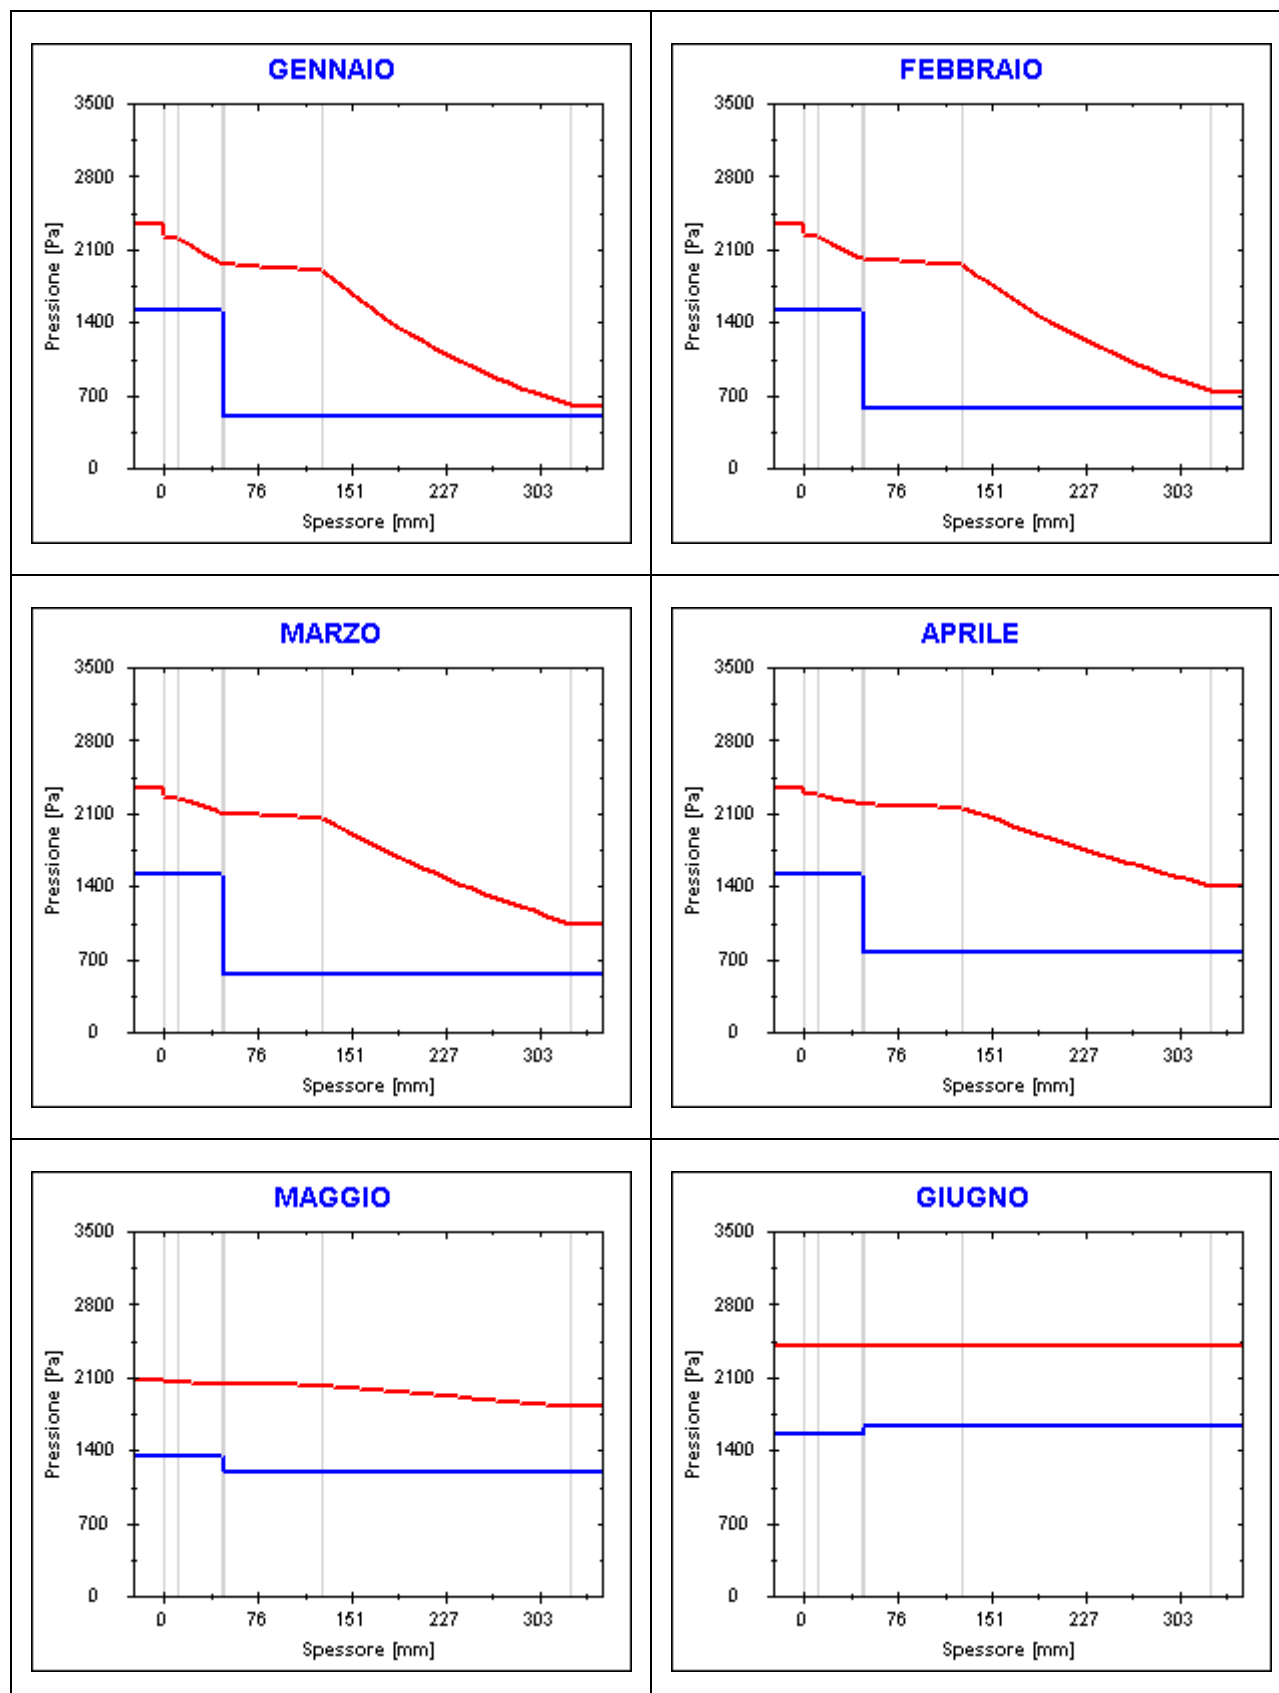 GENNAIO
3500
2800
2100
1400
700
0
Pressione [Pa]
0 76 151 227 303
Spessore [mm]
FEBBRAIO
3500
2800
2100
1400
700
0
Pressione [Pa]
0 76 151 227 303
Spessore [mm]
MARZO
3500
2800
2100
1400
700
0
Pressione [Pa]
0 76 151 227 303
Spessore [mm]
APRILE
3500
2800
2100
1400
700
0
Pressione [Pa]
0 76 151 227 303
Spessore [mm]
MAGGIO
3500
2800
2100
1400
700
0
Pressione [Pa]
0 76 151 227 303
Spessore [mm]
GIUGNO
3500
2800
2100
1400
700
0
Pressione [Pa]
0 76 151 227 303
Spessore [mm]